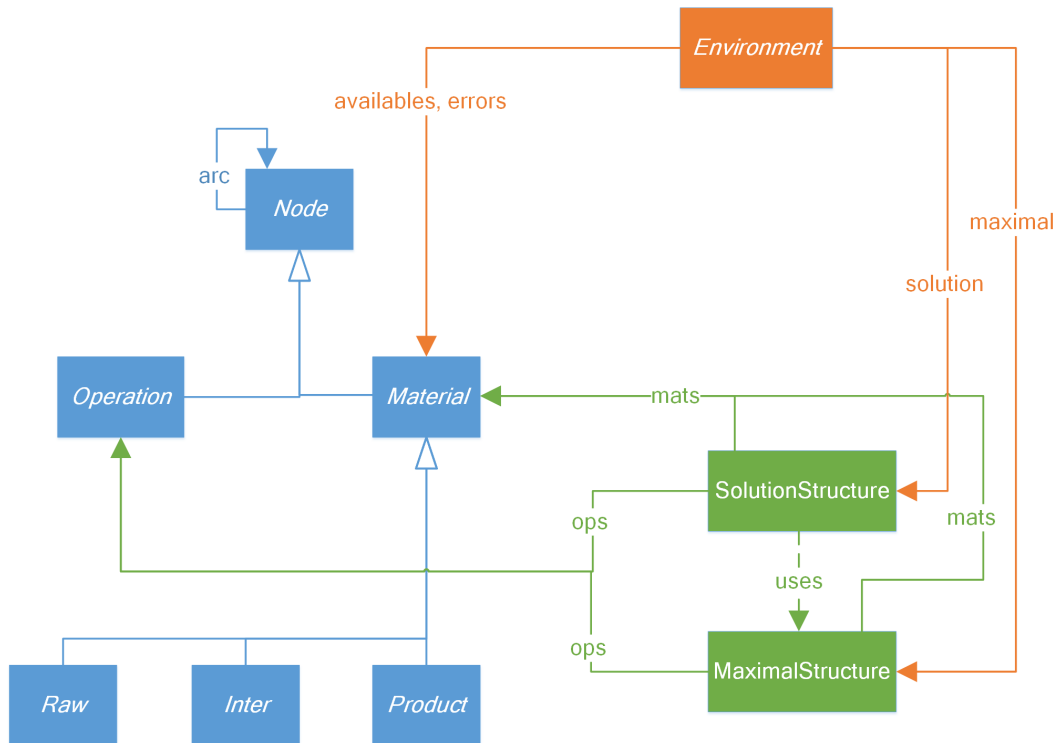 Environment
availables, errors
arc
Node
maximal
solution
Operation
Material
mats
SolutionStructure
ops
mats
uses
ops
MaximalStructure
Raw
Inter
Product